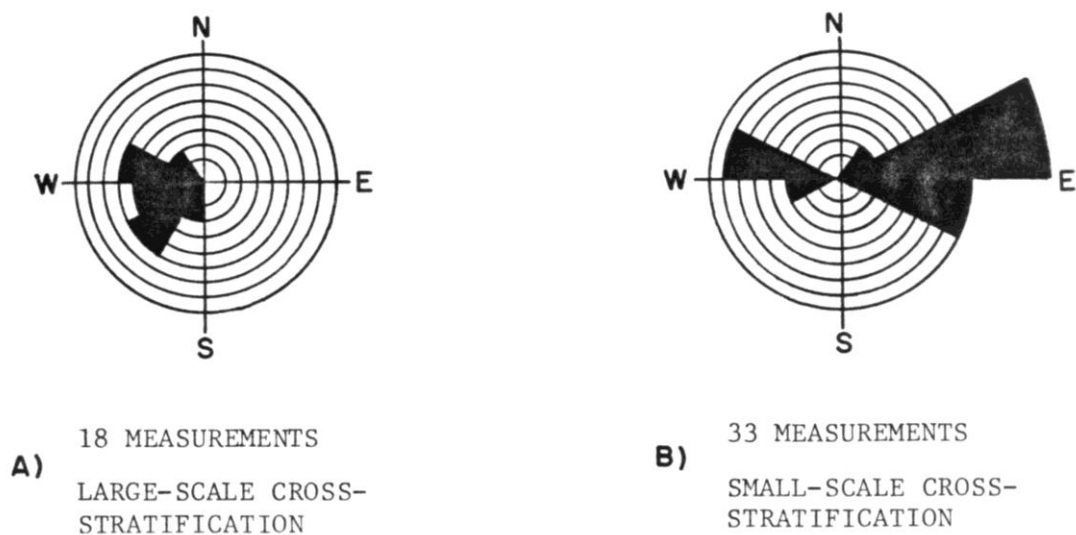 N
W
E
S
18 MEASUREMENTS
A)
LARGE-SCALE CROSS-
STRATIFICATION
N
W
E
S
33 MEASUREMENTS
B)
SMALL-SCALE CROSS-
STRATIFICATION